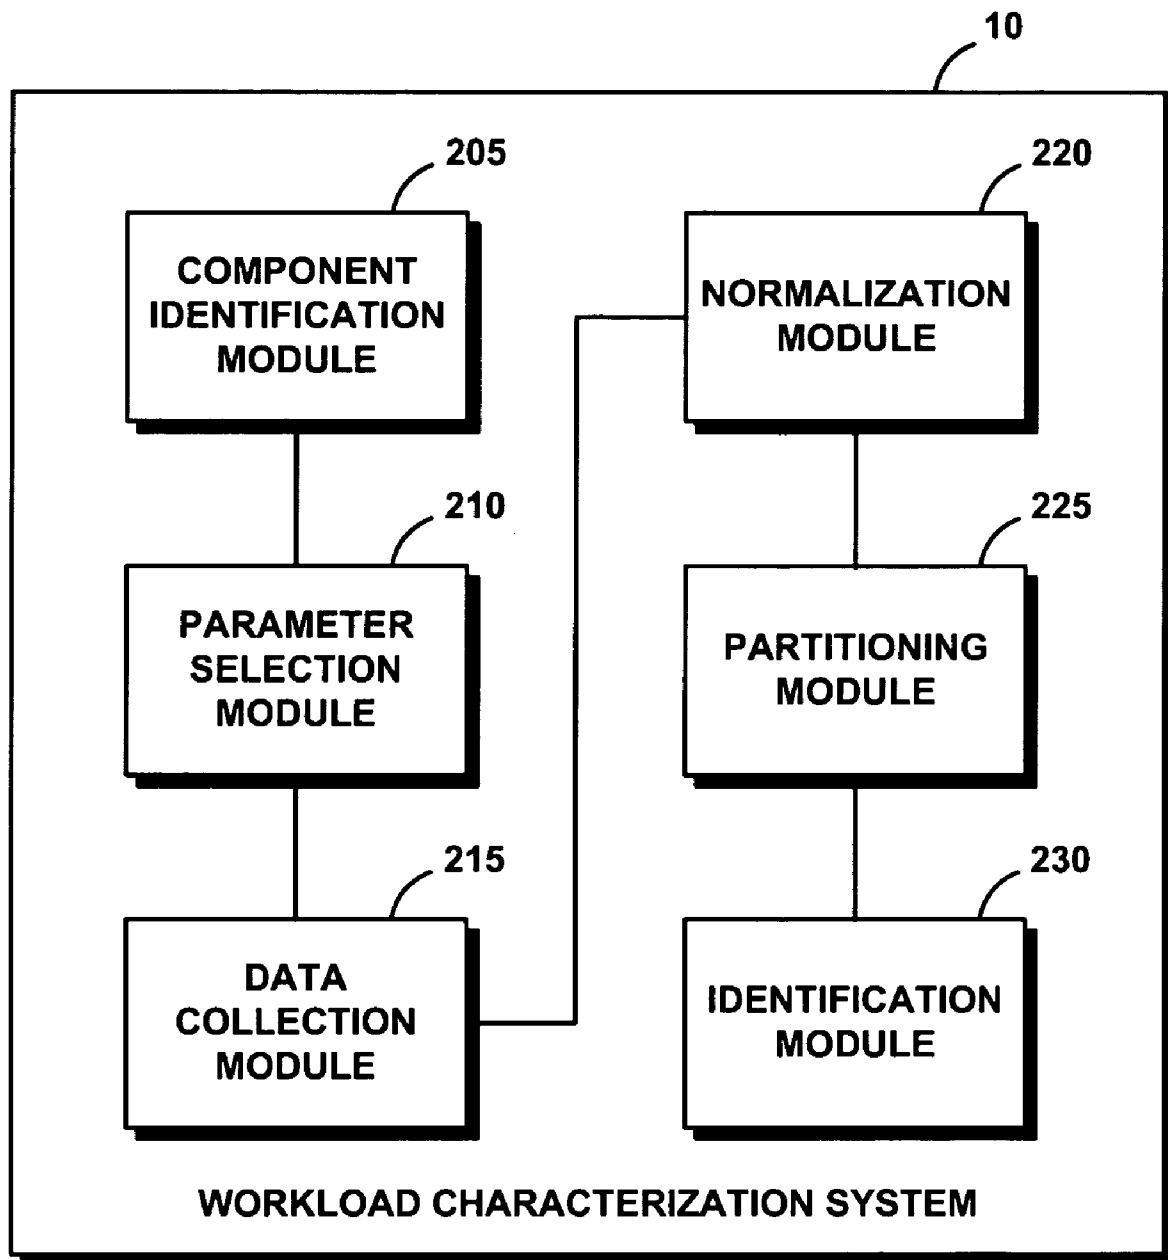 10
205
COMPONENT
IDENTIFICATION
MODULE
210
PARAMETER
SELECTION
MODULE
215
DATA
COLLECTION
MODULE
220
NORMALIZATION
MODULE
225
PARTITIONING
MODULE
230
IDENTIFICATION
MODULE
WORKLOAD CHARACTERIZATION SYSTEM